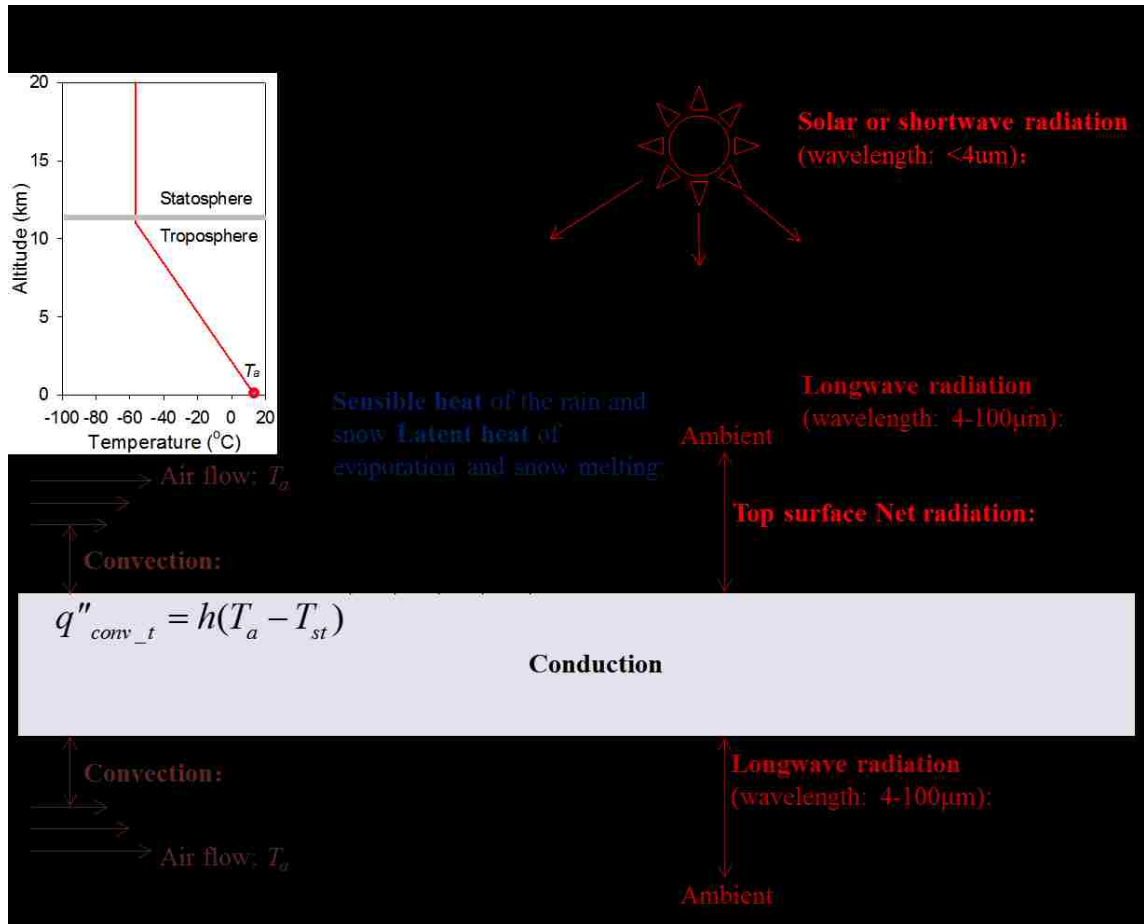 20
15
10
5
0
Altitude (km)
Statosphere
Troposphere
Ta
-100 -80 -60 -40 -20 0 20
Temperature (°C)
Solar or shortwave radiation
(wavelength: <4um):
Longwave radiation
(wavelength: 4-100μm):
Sensible heat of the rain and
snow Latent heat of
evaporation and snow melting:
Ambient
Air flow: Ta
Top surface Net radiation:
Convection:
q"conv_t = h(Ta − Tst)
Conduction
Convection:
Longwave radiation
(wavelength: 4-100μm):
Air flow: Ta
Ambient